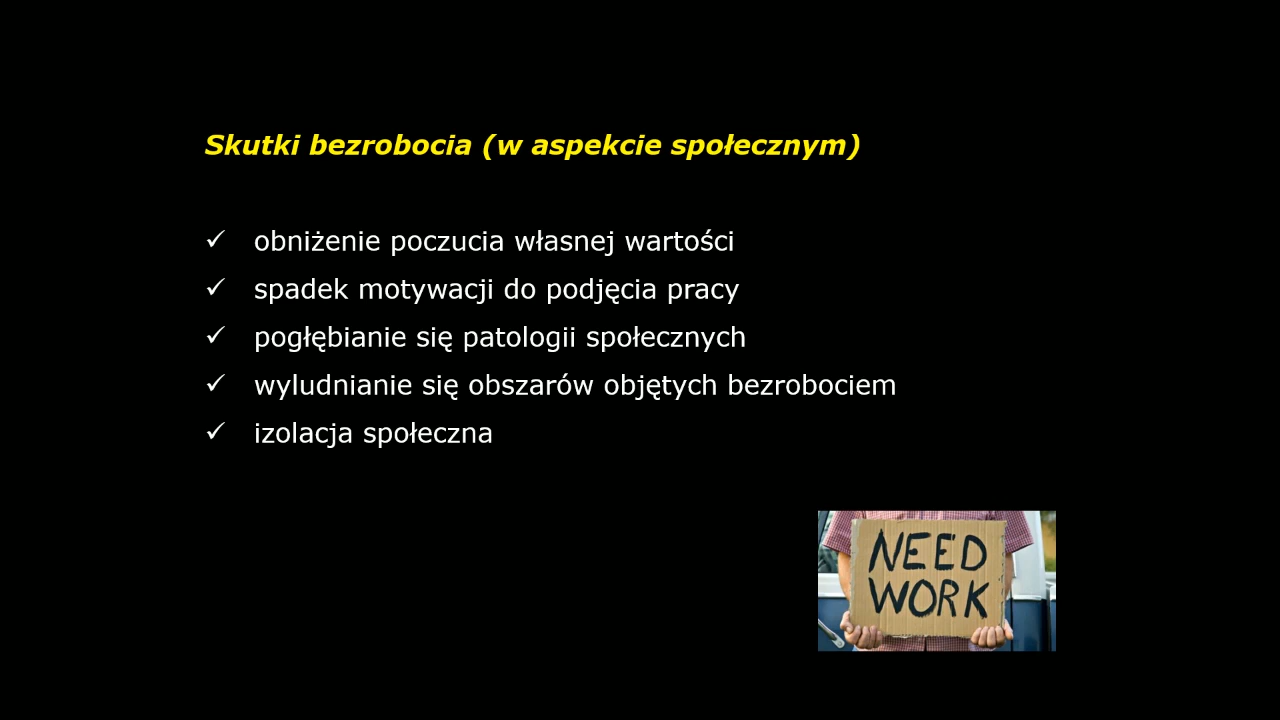 Skutki bezrobocia (w aspekcie społecznym)
✓ obniżenie poczucia własnej wartości
✓ spadek motywacji do podjęcia pracy
✓ pogłębianie się patologii społecznych
✓ wyludnianie się obszarów objętych bezrobociem
✓ izolacja społeczna
NEED
WORK